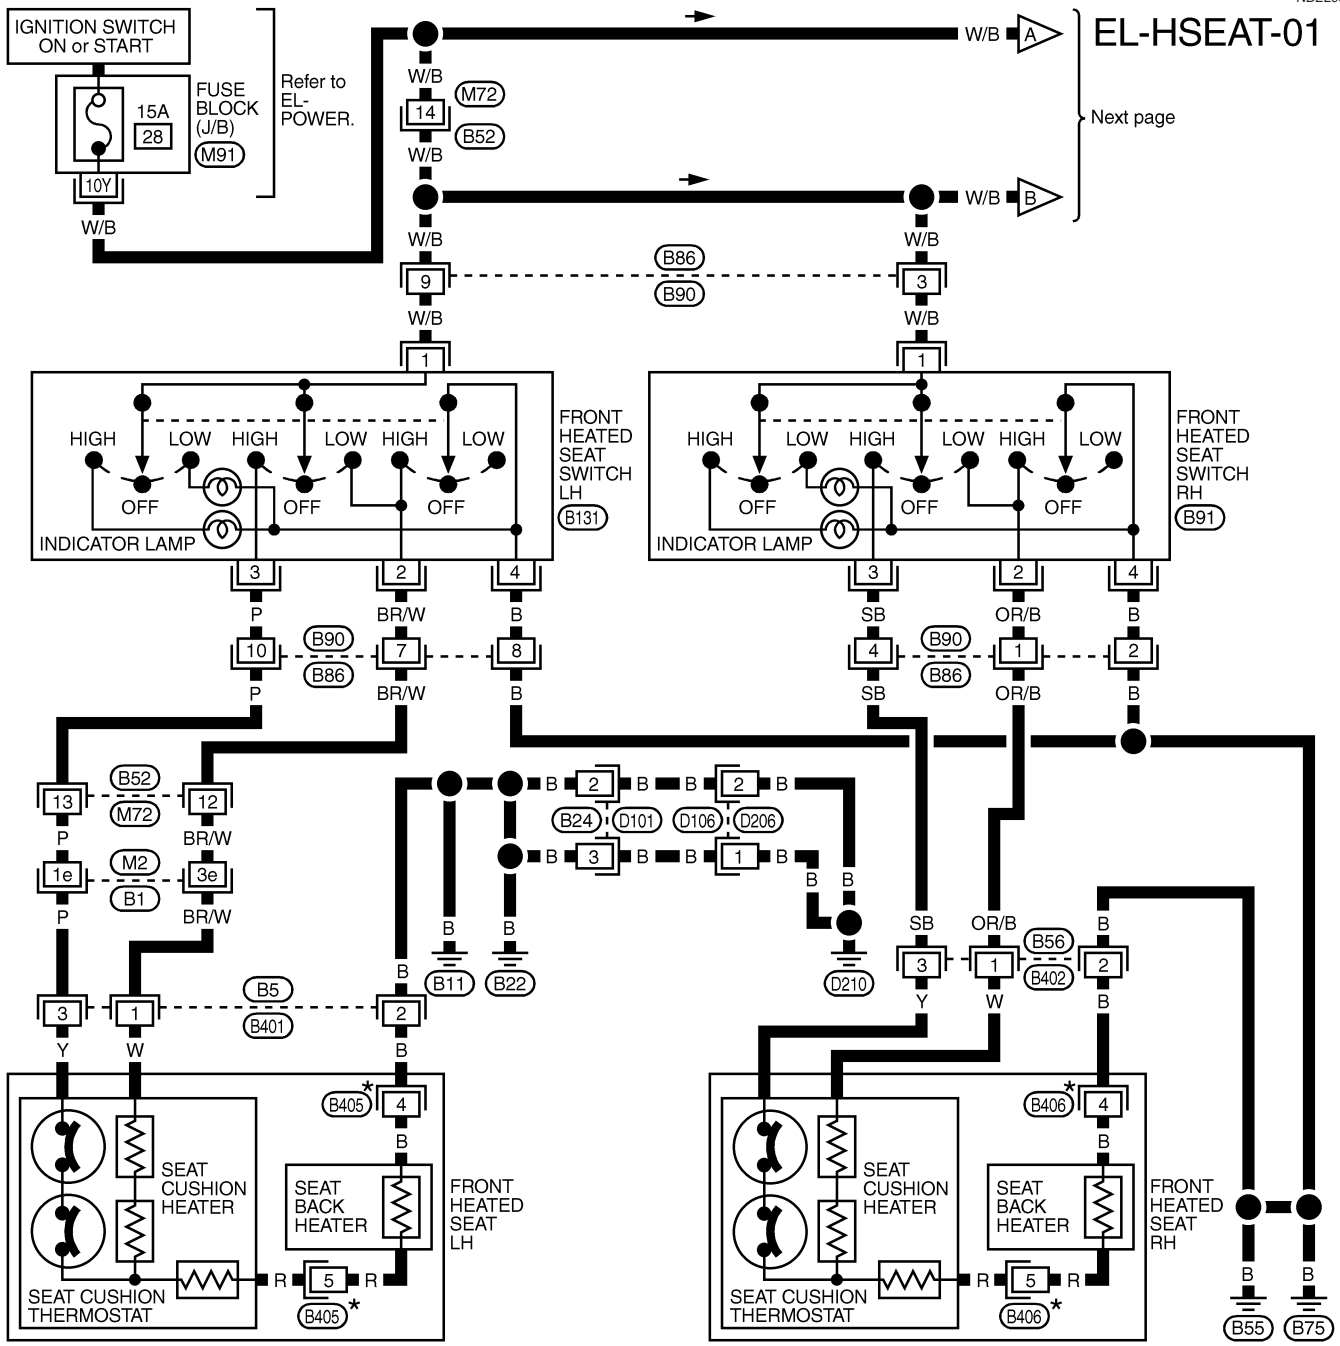 IGNITION SWITCH
ON or START
15A
28
FUSE
BLOCK
(J/B)
M91
10Y
W/B
Refer to
EL-
POWER.
W/B
A
EL-HSEAT-01
W/B
14
M72
B52
W/B
Next page
W/B
B
W/B
W/B
B86
9
3
B90
W/B
W/B
1
1
HIGH
LOW
HIGH
LOW
HIGH
LOW
OFF
OFF
OFF
INDICATOR LAMP
FRONT
HEATED
SEAT
SWITCH
LH
B131
HIGH
LOW
HIGH
LOW
HIGH
LOW
OFF
OFF
OFF
INDICATOR LAMP
FRONT
HEATED
SEAT
SWITCH
RH
B91
3
2
4
3
2
4
P
BR/W
B
SB
OR/B
B
10
B90
B86
7
8
4
B90
B86
1
2
P
BR/W
B
SB
OR/B
B
13
B52
M72
12
P
BR/W
1e
M2
B1
3e
P
BR/W
B
2
B
B
2
B
B24
D101
D106
D206
B
3
B
B
1
B
B
B
B
B
B11
B22
D210
SB
OR/B
B
B56
3
1
2
B402
Y
W
B
B
B5
3
1
2
B401
Y
W
B
B405
*
4
B
SEAT
CUSHION
HEATER
SEAT
BACK
HEATER
FRONT
HEATED
SEAT
LH
R
5
R
B405
*
SEAT CUSHION
THERMOSTAT
B406
*
4
B
SEAT
CUSHION
HEATER
SEAT
BACK
HEATER
FRONT
HEATED
SEAT
RH
R
5
R
B406
*
SEAT CUSHION
THERMOSTAT
B
B
B55
B75